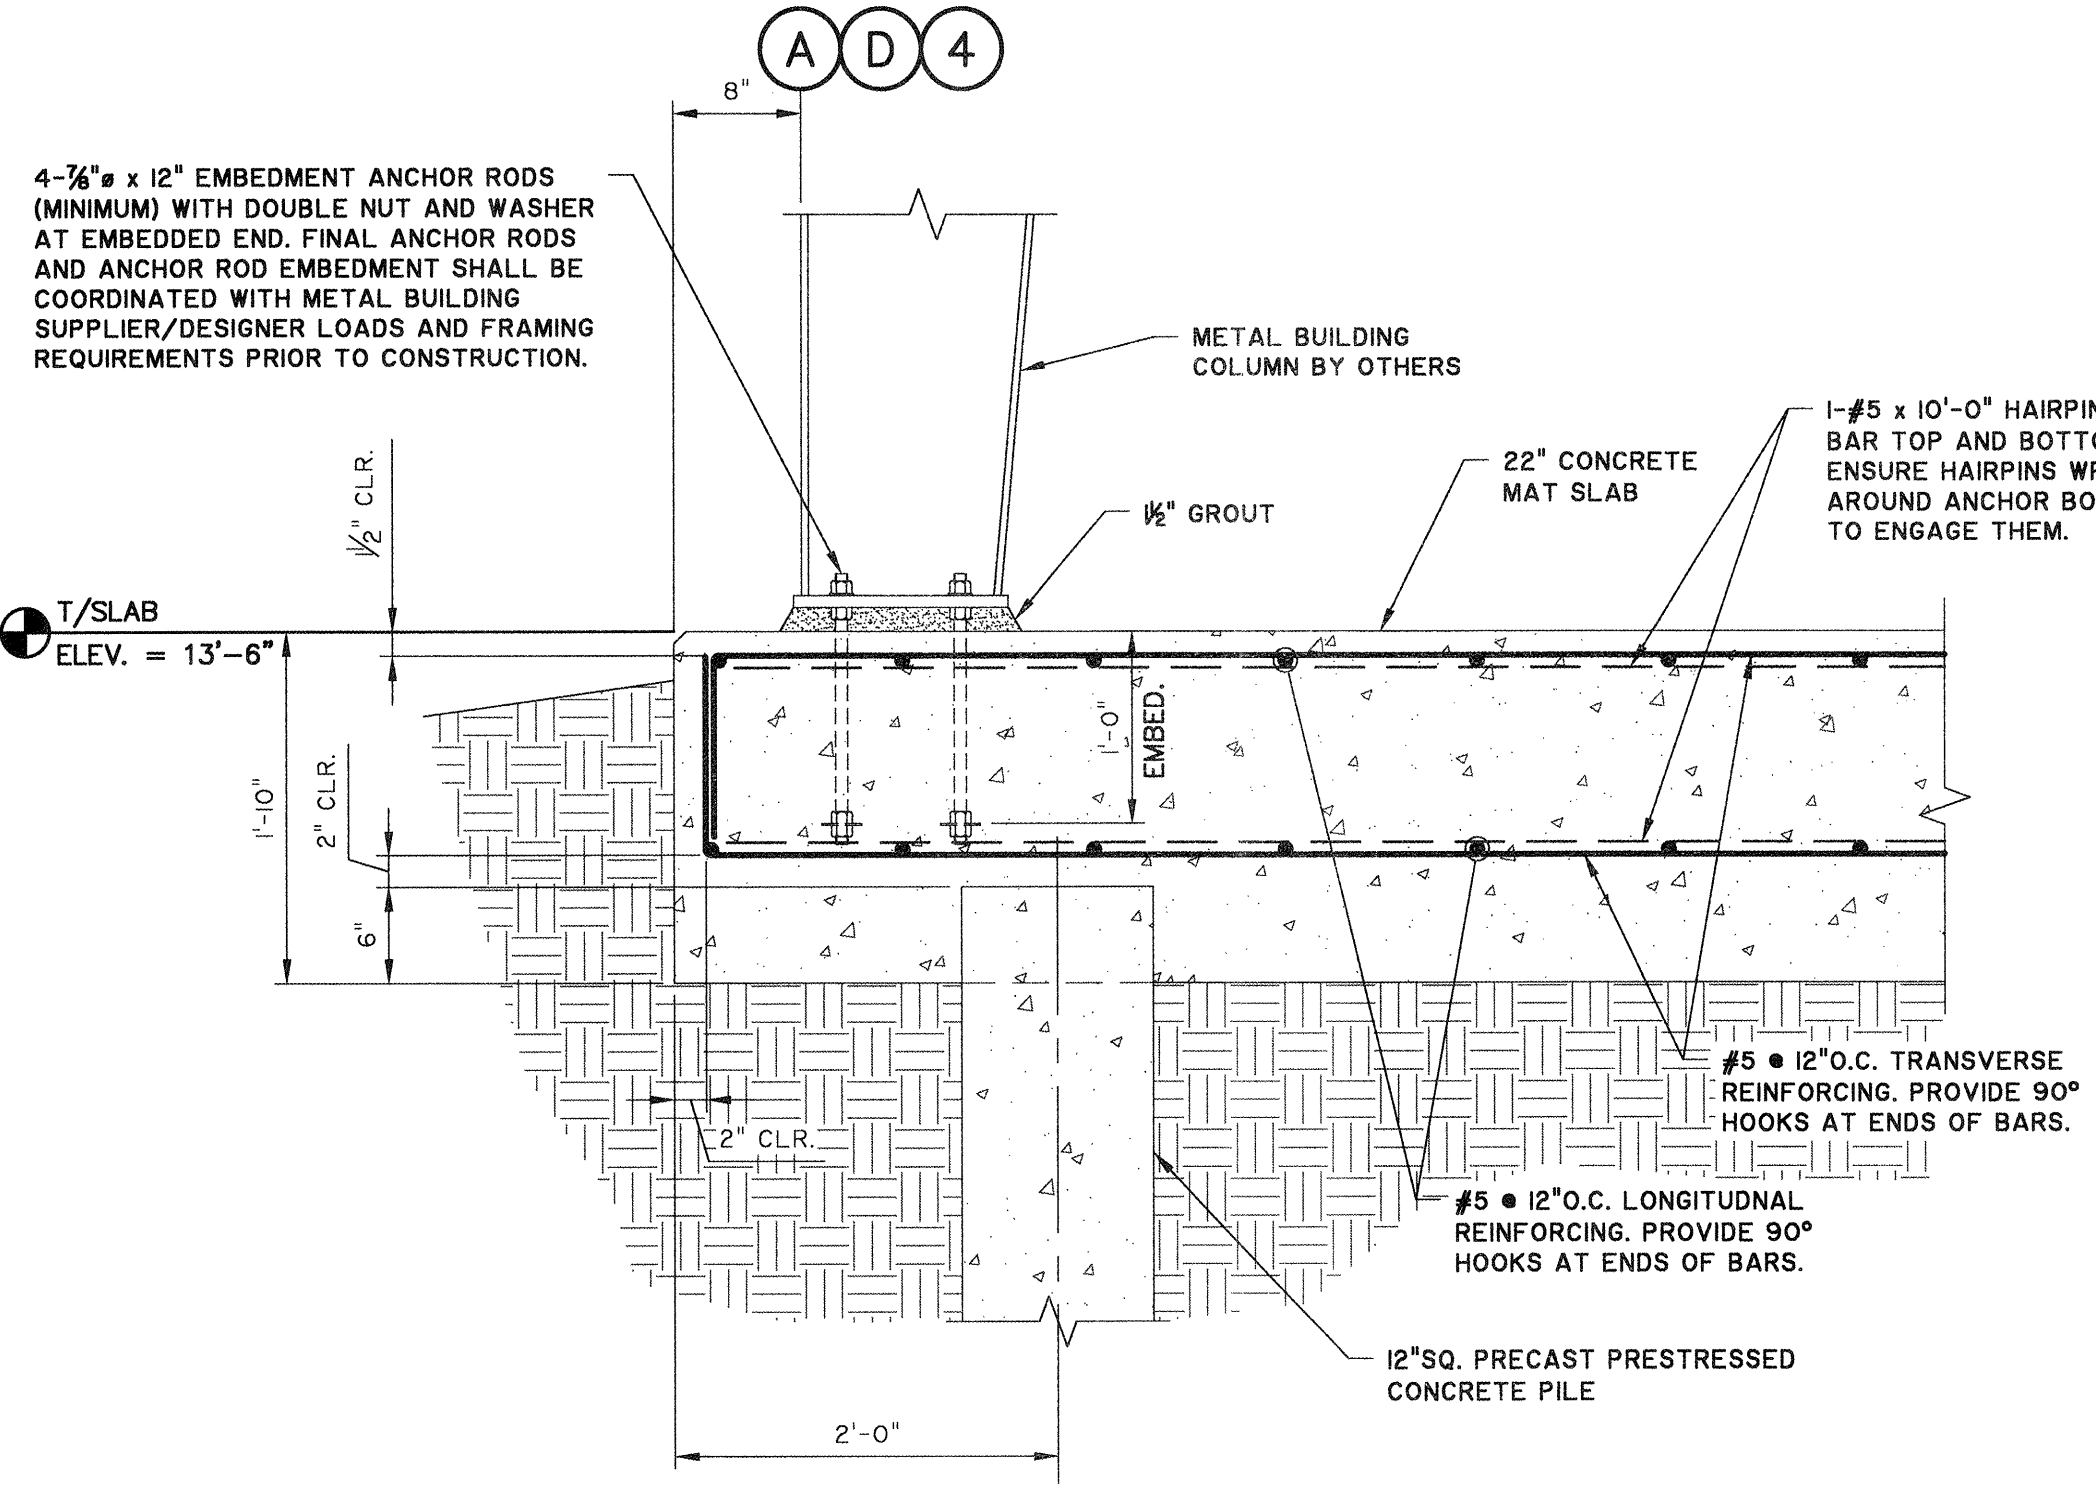 A D 4
8"
4-⅞"ø x 12" EMBEDMENT ANCHOR RODS
(MINIMUM) WITH DOUBLE NUT AND WASHER
AT EMBEDDED END. FINAL ANCHOR RODS
AND ANCHOR ROD EMBEDMENT SHALL BE
COORDINATED WITH METAL BUILDING
SUPPLIER/DESIGNER LOADS AND FRAMING
REQUIREMENTS PRIOR TO CONSTRUCTION.
METAL BUILDING
COLUMN BY OTHERS
1-#5 x 10'-0" HAIRPIN
BAR TOP AND BOTTO
ENSURE HAIRPINS WR
AROUND ANCHOR BO
TO ENGAGE THEM.
22" CONCRETE
MAT SLAB
1½" GROUT
1½" CLR.
T/SLAB
ELEV. = 13'-6"
1'-0"
EMBED.
1'-10"
2" CLR.
6"
2" CLR.
#5 @ 12"O.C. TRANSVERSE
REINFORCING. PROVIDE 90°
HOOKS AT ENDS OF BARS.
#5 @ 12"O.C. LONGITUDNAL
REINFORCING. PROVIDE 90°
HOOKS AT ENDS OF BARS.
12"SQ. PRECAST PRESTRESSED
CONCRETE PILE
2'-0"